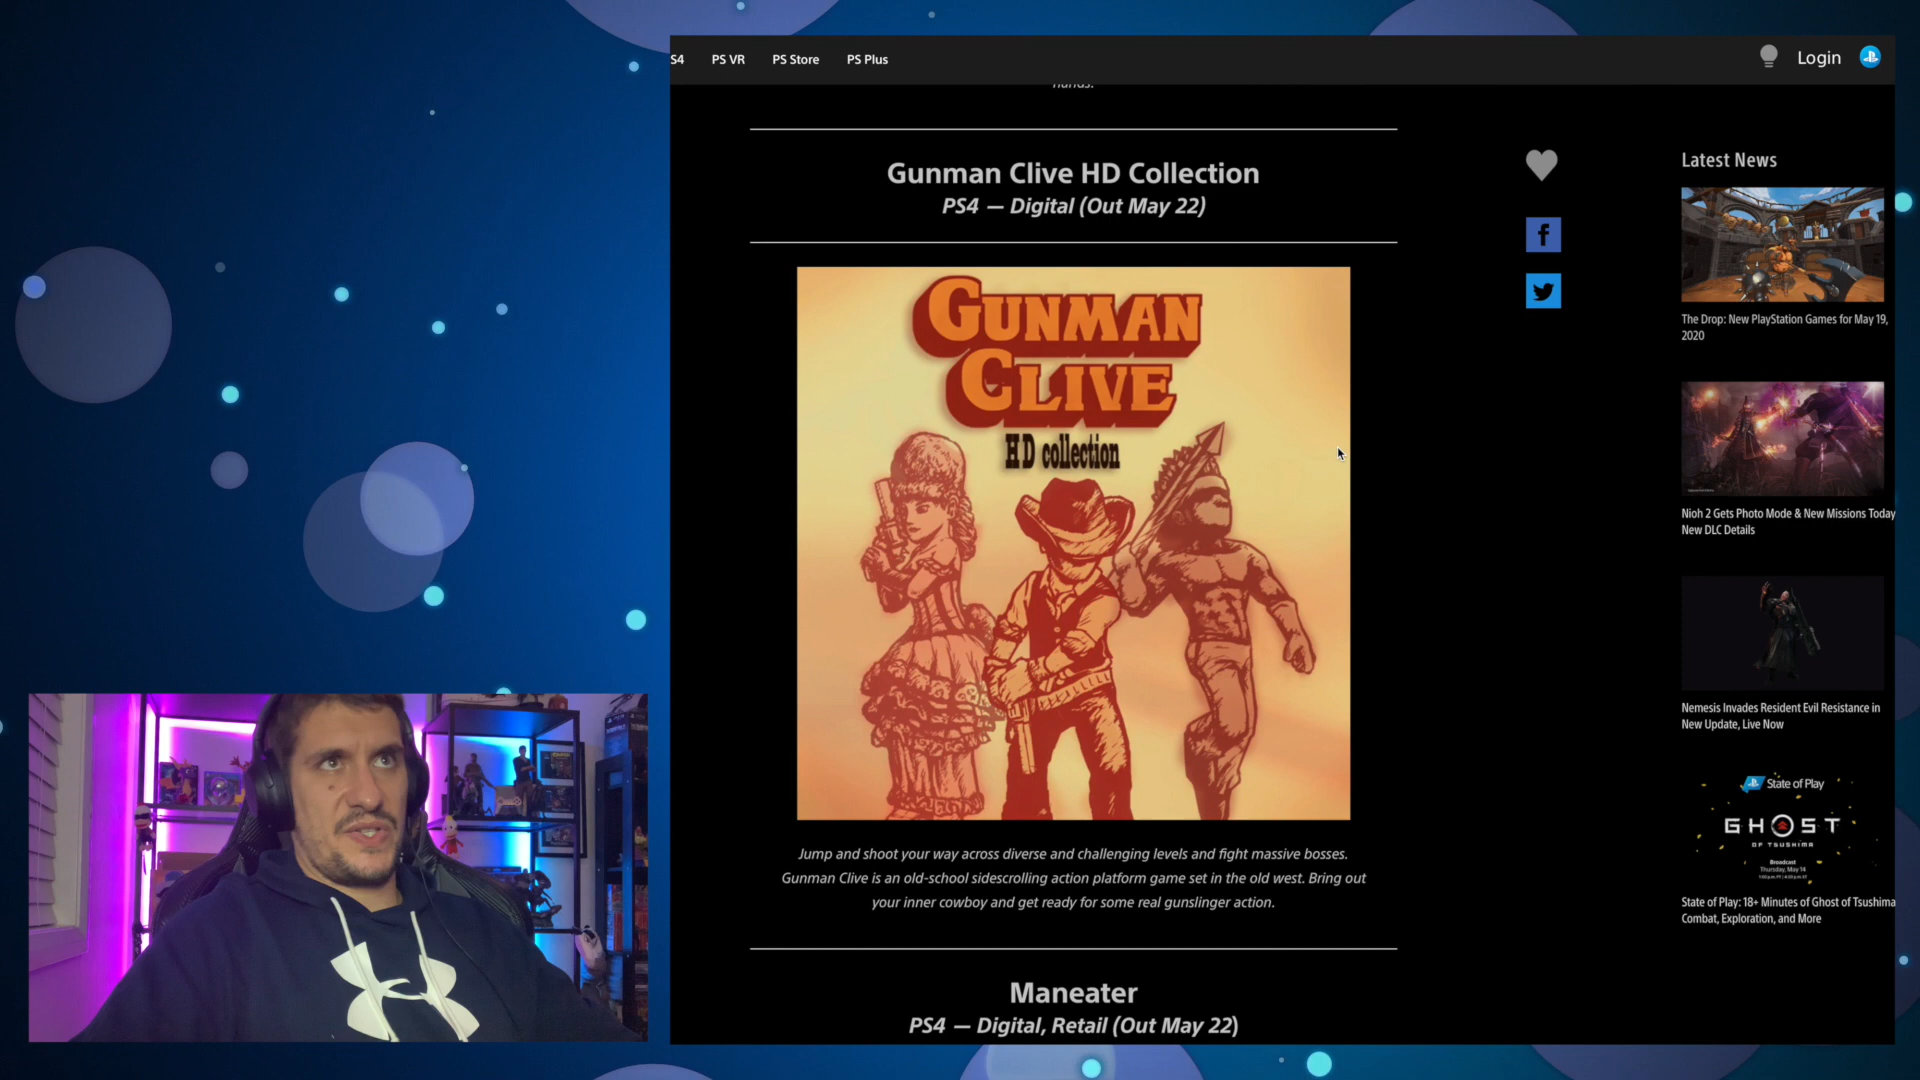 S4
PS VR
PS Store
PS Plus
Login
hands.
Gunman Clive HD Collection
PS4 — Digital (Out May 22)
GUNMAN
CLIVE
HD collection
Jump and shoot your way across diverse and challenging levels and fight massive bosses.
Gunman Clive is an old-school sidescrolling action platform game set in the old west. Bring out
your inner cowboy and get ready for some real gunslinger action.
Maneater
PS4 — Digital, Retail (Out May 22)
Latest News
The Drop: New PlayStation Games for May 19,
2020
Nioh 2 Gets Photo Mode & New Missions Today
New DLC Details
Nemesis Invades Resident Evil Resistance in
New Update, Live Now
State of Play
GHOST
OF TSUSHIMA
Broadcast
Thursday, May 14
State of Play: 18+ Minutes of Ghost of Tsushima
Combat, Exploration, and More